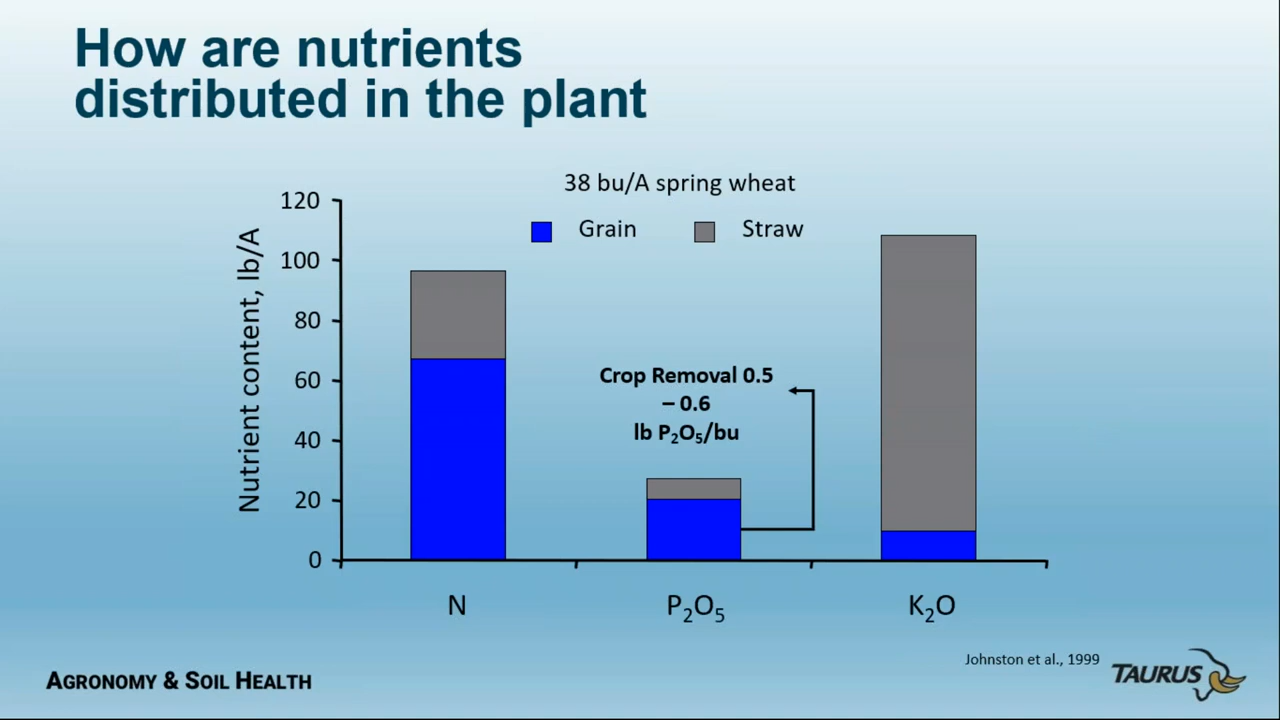 How are nutrients
distributed in the plant
38 bu/A spring wheat
Grain
Straw
Nutrient content, lb/A
120
100
80
60
40
20
0
Crop Removal 0.5
– 0.6
lb P₂O₅/bu
N
P₂O₅
K₂O
Johnston et al., 1999
AGRONOMY & SOIL HEALTH
TAURUS